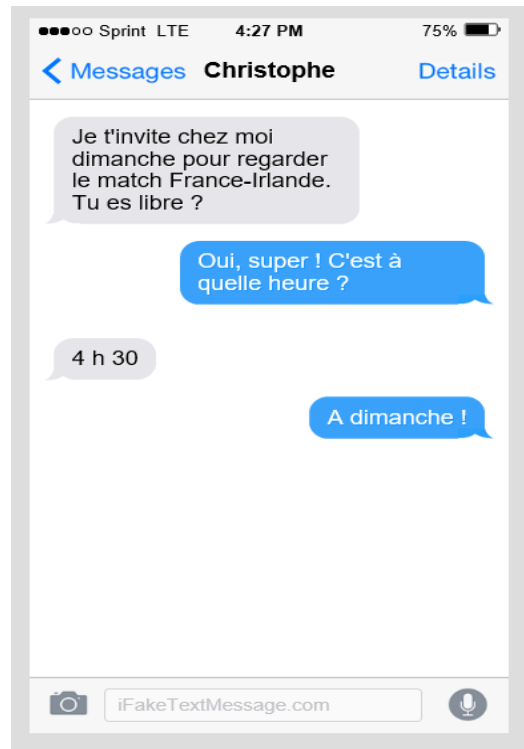 Sprint LTE 4:27 PM 75%
Messages Christophe Details
Je t'invite chez moi
dimanche pour regarder
le match France-Irlande.
Tu es libre ?
Oui, super ! C'est à
quelle heure ?
4 h 30
A dimanche !
iFakeTextMessage.com